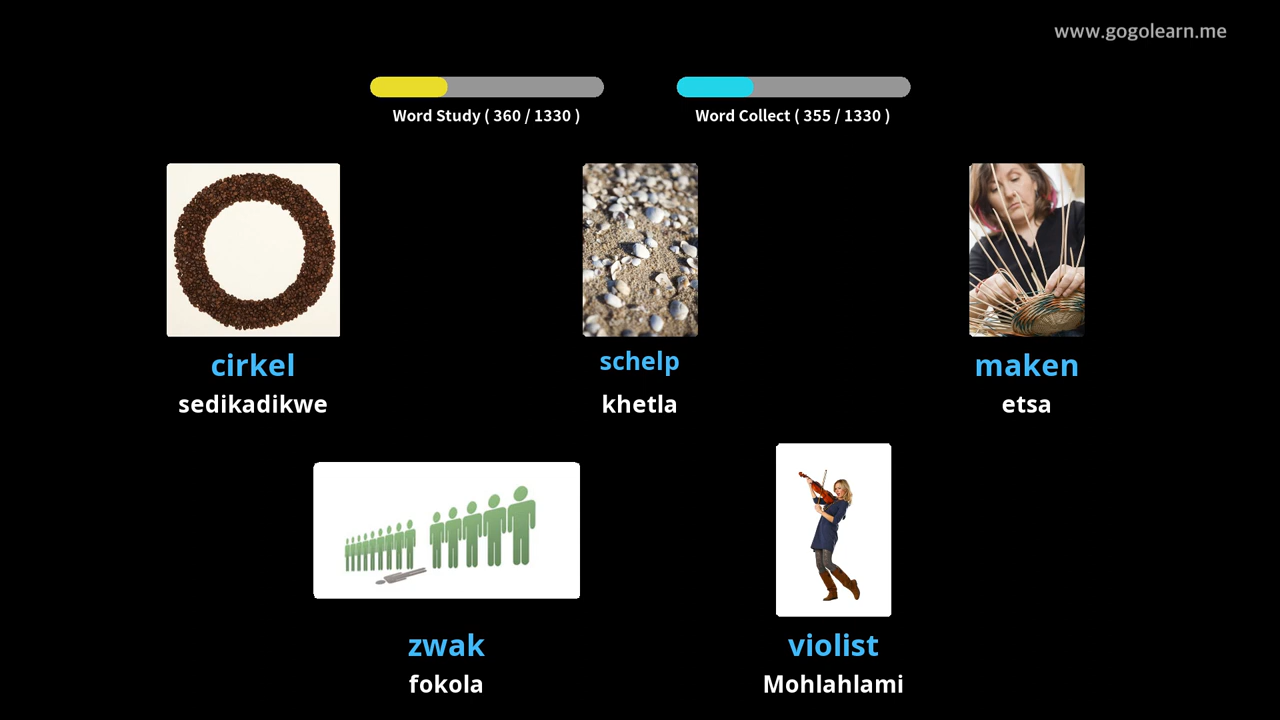 www.gogolearn.me
Word Study ( 360 / 1330 )
Word Collect ( 355 / 1330 )
cirkel
sedikadikwe
schelp
khetla
maken
etsa
zwak
fokola
violist
Mohlahlami